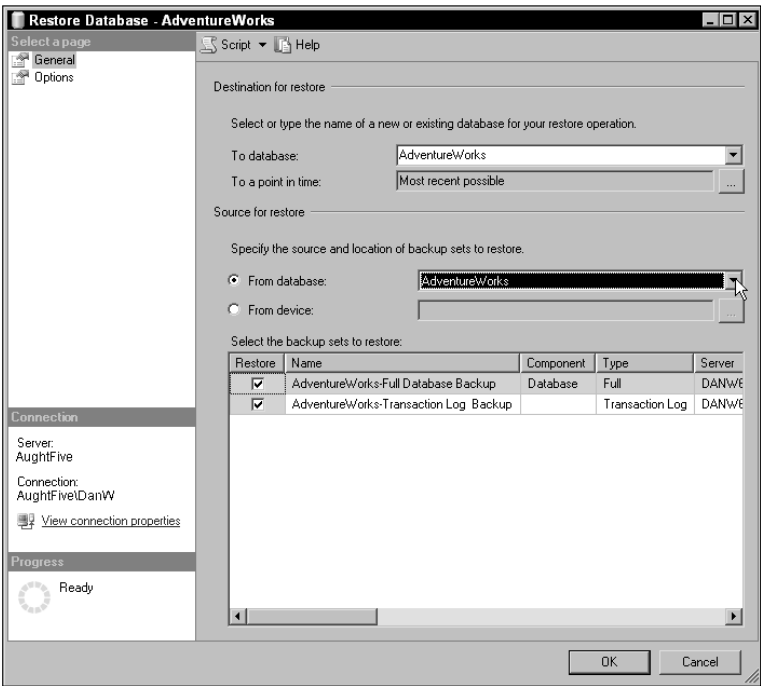 Restore Database - AdventureWorks
Select a page
General
Options
Script Help
Destination for restore
Select or type the name of a new or existing database for your restore operation.
To database: AdventureWorks
To a point in time: Most recent possible ...
Source for restore
Specify the source and location of backup sets to restore.
From database: AdventureWorks
From device: ...
Select the backup sets to restore:
Restore Name Component Type Server
AdventureWorks-Full Database Backup Database Full
AdventureWorks-Transaction Log Backup Transaction Log
Connection
Server:
AughtFive
Connection:
AughtFive\DanW
View connection properties
Progress
Ready
OK Cancel